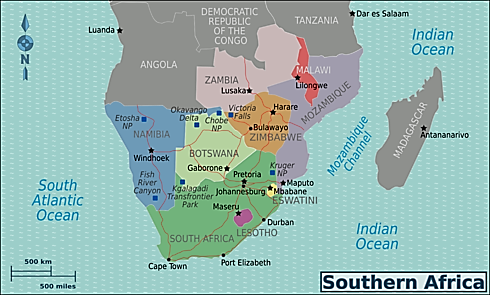 N
Luanda
DEMOCRATIC
REPUBLIC
OF THE
CONGO
TANZANIA
Dar es Salaam
Indian
Ocean
ANGOLA
ZAMBIA
Lusaka
MALAWI
Lilongwe
MOZAMBIQUE
Etosha
NP
Okavango
Delta
Chobe
NP
Victoria
Falls
Harare
Bulawayo
ZIMBABWE
MADAGASCAR
Antananarivo
Mozambique
Channel
NAMIBIA
Windhoek
BOTSWANA
Gaborone
Fish
River
Canyon
Kgalagadi
Transfrontier
Park
Kruger
NP
Pretoria
Johannesburg
Maputo
Mbabane
ESWATINI
South
Atlantic
Ocean
Maseru
LESOTHO
Durban
SOUTH AFRICA
Indian
Ocean
Cape Town
Port Elizabeth
500 km
500 miles
Southern Africa